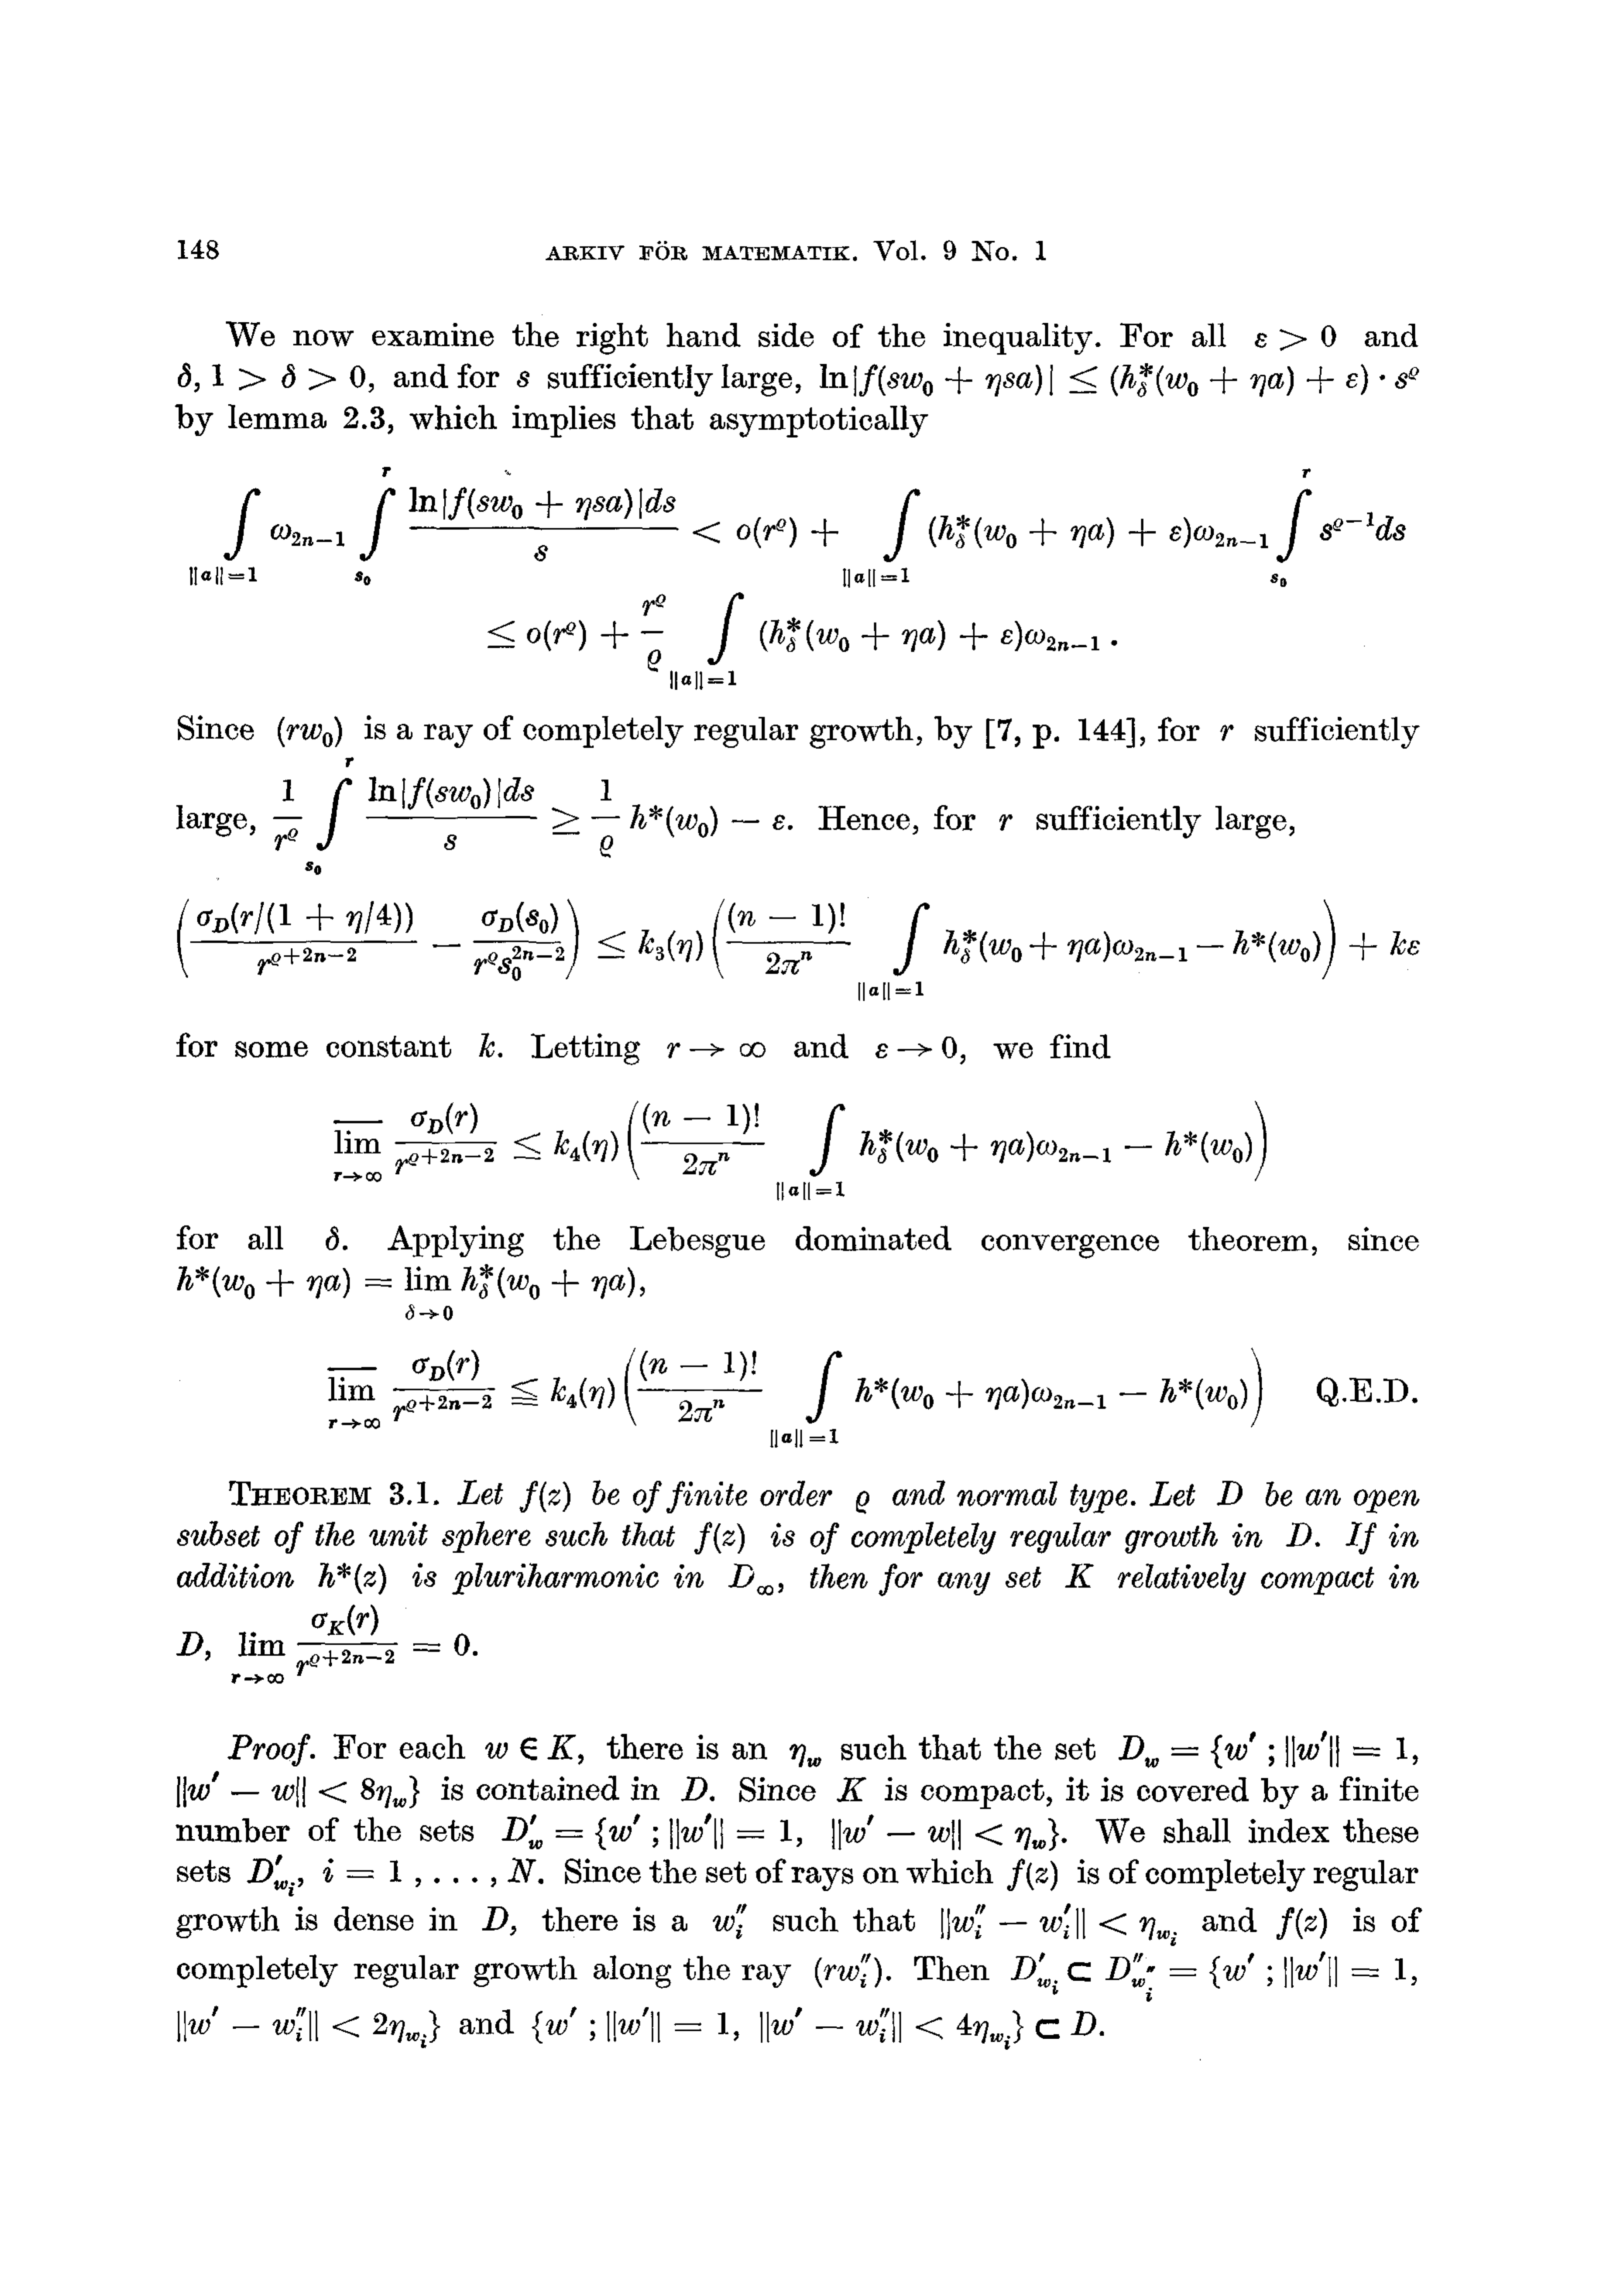 148 ARKIV FÖR MATEMATIK. Vol. 9 No. 1
We now examine the right hand side of the inequality. For all $\varepsilon > 0$ and
$\delta, 1 > \delta > 0$, and for $s$ sufficiently large, $\ln|f(sw_0 + \eta sa)| \leq (h_\delta^*(w_0 + \eta a) + \varepsilon) \cdot s^\varrho$
by lemma 2.3, which implies that asymptotically
$\int_{||a||=1} \omega_{2n-1} \int_{s_0}^{r} \frac{\ln|f(sw_0 + \eta sa)|ds}{s} < o(r^\varrho) + \int_{||a||=1} (h_\delta^*(w_0 + \eta a) + \varepsilon)\omega_{2n-1} \int_{s_0}^{r} s^{\varrho-1}ds$
$\leq o(r^\varrho) + \frac{r^\varrho}{\varrho} \int_{||a||=1} (h_\delta^*(w_0 + \eta a) + \varepsilon)\omega_{2n-1}.$
Since $(rw_0)$ is a ray of completely regular growth, by [7, p. 144], for $r$ sufficiently
large, $\frac{1}{r^\varrho} \int_{s_0}^{r} \frac{\ln|f(sw_0)|ds}{s} \geq \frac{1}{\varrho} h^*(w_0) - \varepsilon$. Hence, for $r$ sufficiently large,
$\left(\frac{\sigma_D(r/(1 + \eta/4))}{r^{\varrho+2n-2}} - \frac{\sigma_D(s_0)}{r^\varrho s_0^{2n-2}}\right) \leq k_3(\eta)\left(\frac{(n-1)!}{2\pi^n} \int_{||a||=1} h_\delta^*(w_0 + \eta a)\omega_{2n-1} - h^*(w_0)\right) + k\varepsilon$
for some constant $k$. Letting $r \to \infty$ and $\varepsilon \to 0$, we find
$\overline{\lim}_{r\to\infty} \frac{\sigma_D(r)}{r^{\varrho+2n-2}} \leq k_4(\eta)\left(\frac{(n-1)!}{2\pi^n} \int_{||a||=1} h_\delta^*(w_0 + \eta a)\omega_{2n-1} - h^*(w_0)\right)$
for all $\delta$. Applying the Lebesgue dominated convergence theorem, since
$h^*(w_0 + \eta a) = \lim_{\delta\to 0} h_\delta^*(w_0 + \eta a)$,
$\overline{\lim}_{r\to\infty} \frac{\sigma_D(r)}{r^{\varrho+2n-2}} \leqq k_4(\eta)\left(\frac{(n-1)!}{2\pi^n} \int_{||a||=1} h^*(w_0 + \eta a)\omega_{2n-1} - h^*(w_0)\right)$ Q.E.D.
THEOREM 3.1. Let $f(z)$ be of finite order $\varrho$ and normal type. Let $D$ be an open
subset of the unit sphere such that $f(z)$ is of completely regular growth in $D$. If in
addition $h^*(z)$ is pluriharmonic in $D_\infty$, then for any set $K$ relatively compact in
$D$, $\lim_{r\to\infty} \frac{\sigma_K(r)}{r^{\varrho+2n-2}} = 0$.
Proof. For each $w \in K$, there is an $\eta_w$ such that the set $D_w = \{w' ; ||w'|| = 1,$
$||w' - w|| < 8\eta_w\}$ is contained in $D$. Since $K$ is compact, it is covered by a finite
number of the sets $D'_w = \{w' ; ||w'|| = 1, ||w' - w|| < \eta_w\}$. We shall index these
sets $D'_{w_i}$, $i = 1, \ldots, N$. Since the set of rays on which $f(z)$ is of completely regular
growth is dense in $D$, there is a $w''_i$ such that $||w''_i - w'_i|| < \eta_{w_i}$ and $f(z)$ is of
completely regular growth along the ray $(rw''_i)$. Then $D'_{w_i} \subset D''_{w''_i} = \{w' ; ||w'|| = 1,$
$||w' - w''_i|| < 2\eta_{w_i}\}$ and $\{w' ; ||w'|| = 1, ||w' - w''_i|| < 4\eta_{w_i}\} \subset D$.